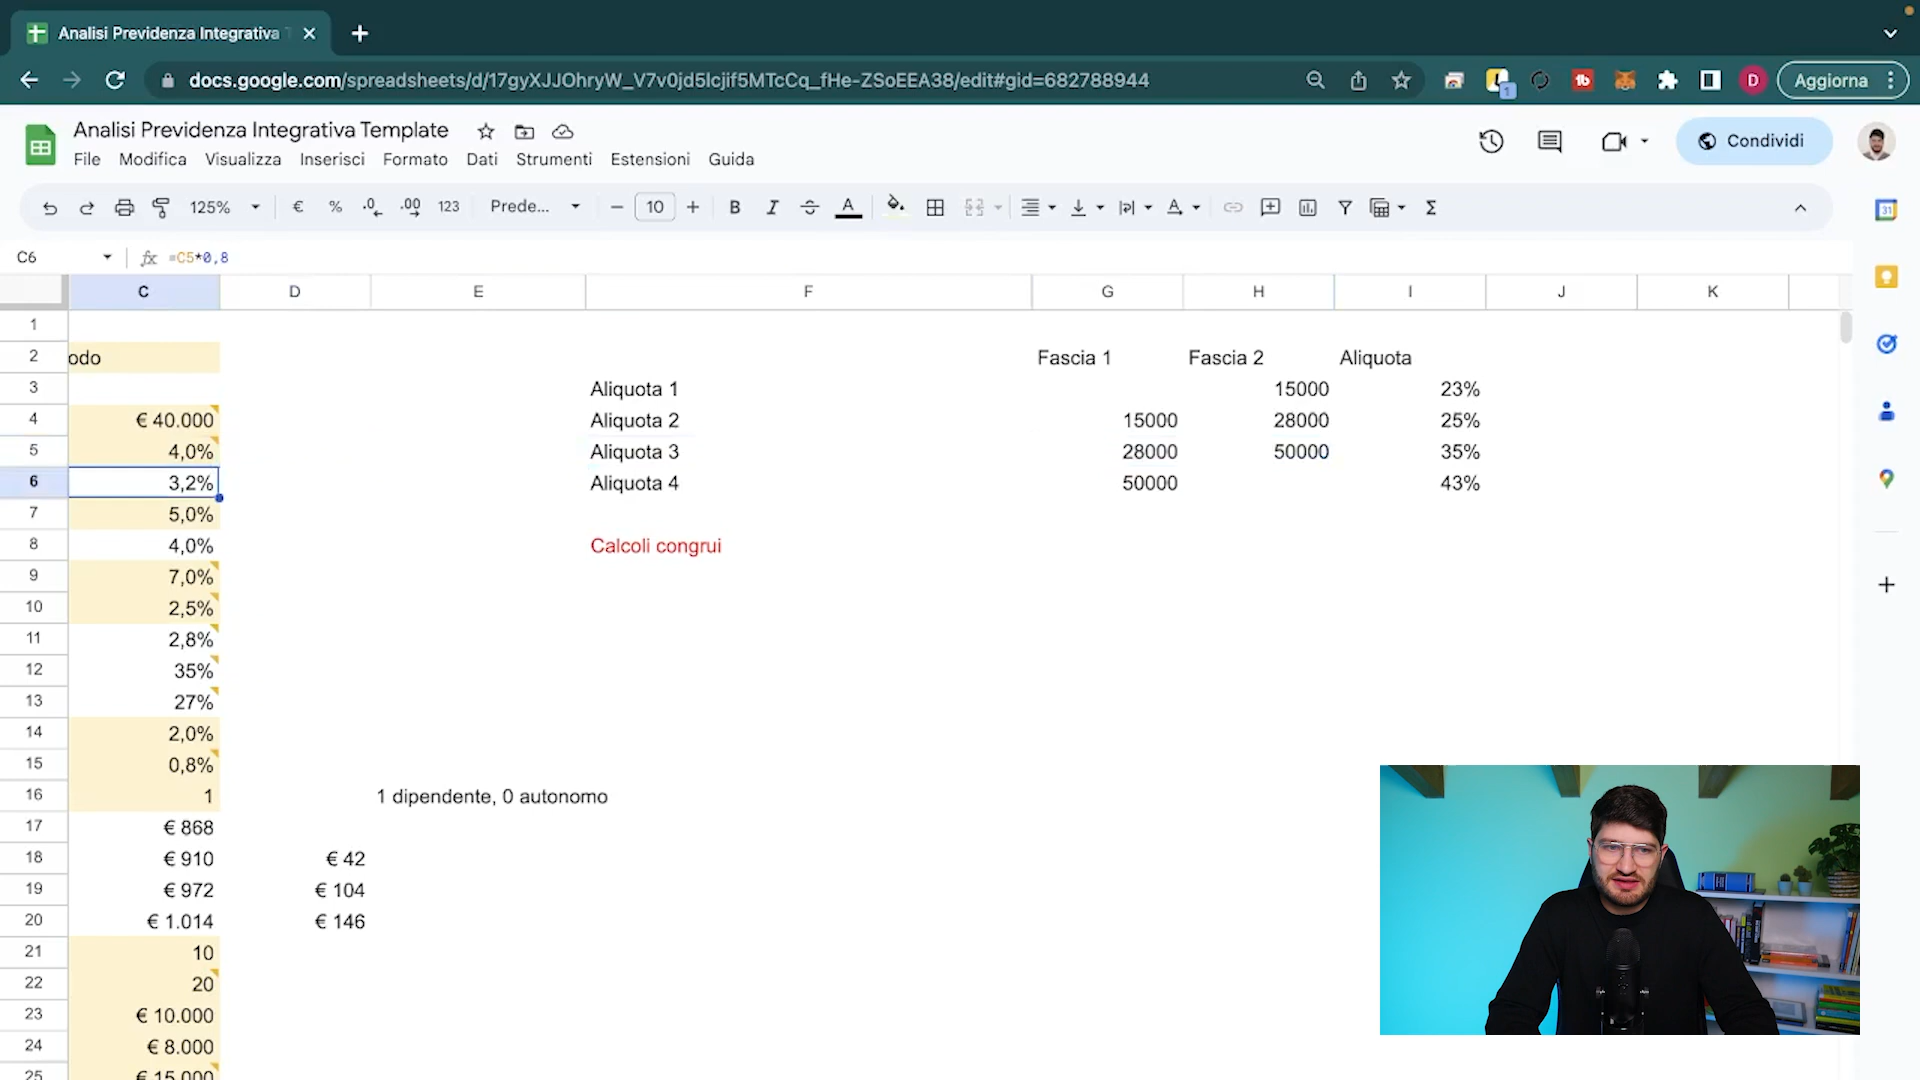 Analisi Previdenza Integrativa T
docs.google.com/spreadsheets/d/17gyXJJOhryW_V7v0jd5lcjif5MTcCq_fHe-ZSoEEA38/edit#gid=682788944
1
D
Aggiorna
Analisi Previdenza Integrativa Template
File Modifica Visualizza Inserisci Formato Dati Strumenti Estensioni Guida
Condividi
125% € % .0 .00 123 Prede... 10 B I A Σ
31
C6 fx =C5*0,8
C D E F G H I J K
1
2 odo Fascia 1 Fascia 2 Aliquota
3 Aliquota 1 15000 23%
4 € 40.000 Aliquota 2 15000 28000 25%
5 4,0% Aliquota 3 28000 50000 35%
6 3,2% Aliquota 4 50000 43%
7 5,0%
8 4,0% Calcoli congrui
9 7,0%
10 2,5%
11 2,8%
12 35%
13 27%
14 2,0%
15 0,8%
16 1 1 dipendente, 0 autonomo
17 € 868
18 € 910 € 42
19 € 972 € 104
20 € 1.014 € 146
21 10
22 20
23 € 10.000
24 € 8.000
25 € 15.000